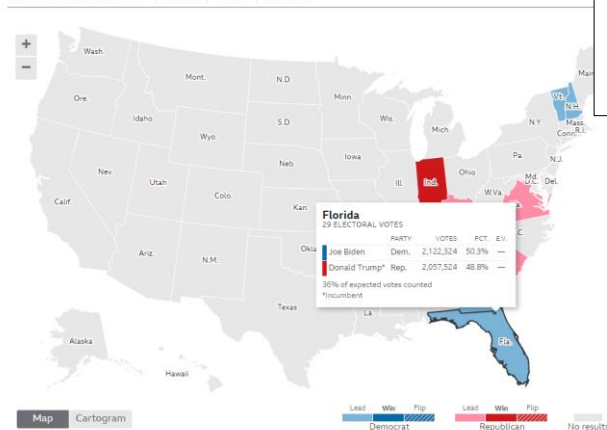 +
−
Wash.
Mont.
N.D.
Minn.
Ore.
Idaho
Wyo.
S.D.
Wis.
Mich.
N.Y.
Vt.
N.H.
Mass.
Conn.
R.I.
Nev.
Utah
Colo.
Neb.
Iowa
Ill.
Ind.
Ohio
Pa.
N.J.
Md.
D.C.
Del.
W.Va.
Calif.
Kan.
Ariz.
N.M.
Texas
La.
Fla.
Alaska
Hawaii
Florida
29 ELECTORAL VOTES
PARTY VOTES PCT. E.V.
Joe Biden Dem. 2,122,324 50.3% —
Donald Trump* Rep. 2,057,524 48.8% —
36% of expected votes counted
*Incumbent
Map Cartogram
Lead Win Flip
Democrat
Lead Win Flip
Republican
No results